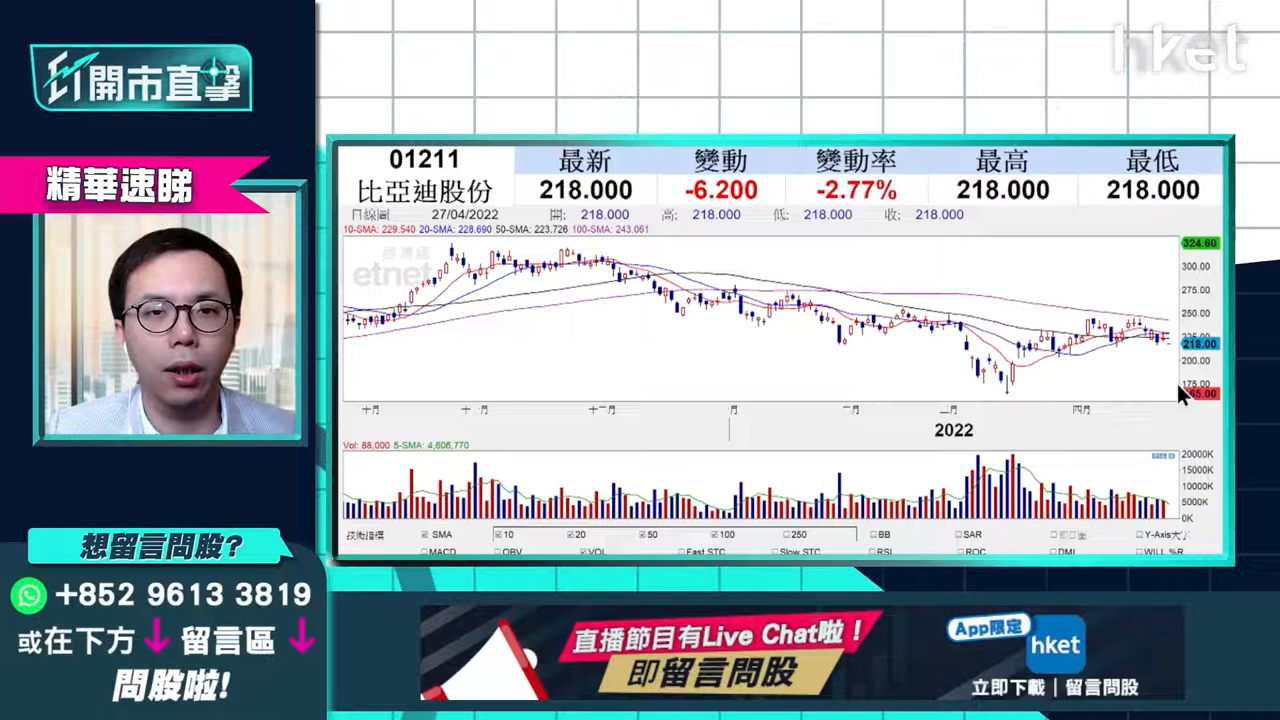 hket
開市直擊
精華速睇
01211
比亞迪股份
最新 變動 變動率 最高 最低
218.000 -6.200 -2.77% 218.000 218.000
日線圖 27/04/2022 開: 218.000 高: 218.000 低: 218.000 收: 218.000
10-SMA: 229.540 20-SMA: 228.690 50-SMA: 223.726 100-SMA: 243.061
經濟通
etnet
324.60
300.00
275.00
250.00
218.00
200.00
175.00
十月 十一月 十二月 一月 二月 三月 四月
2022
Vol: 88,000 5-SMA: 4,606,770
20000K
15000K
10000K
5000K
0K
技術指標 SMA 10 20 50 100 250 BB SAR Y-Axis大才
MACD OBV VOL Fast STC Slow STC RSI ROC DMI WILL %R
想留言問股?
+852 9613 3819
或在下方 留言區
問股啦!
直播節目有Live Chat啦!
即留言問股
App限定
hket
立即下載|留言問股